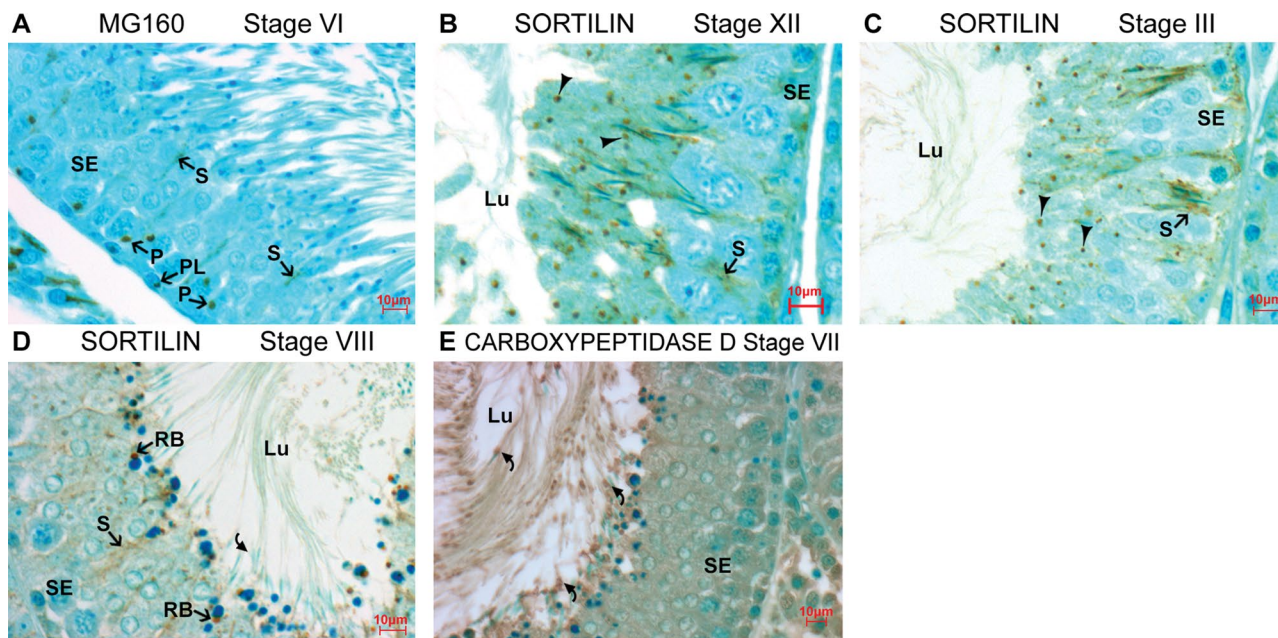 A MG160 Stage VI
B SORTILIN Stage XII
C SORTILIN Stage III
SE
S
S
P
PL
P
10µm
SE
Lu
S
10µm
Lu
SE
S
10µm
D SORTILIN Stage VIII
E CARBOXYPEPTIDASE D Stage VII
RB
Lu
S
SE
RB
10µm
Lu
SE
10µm